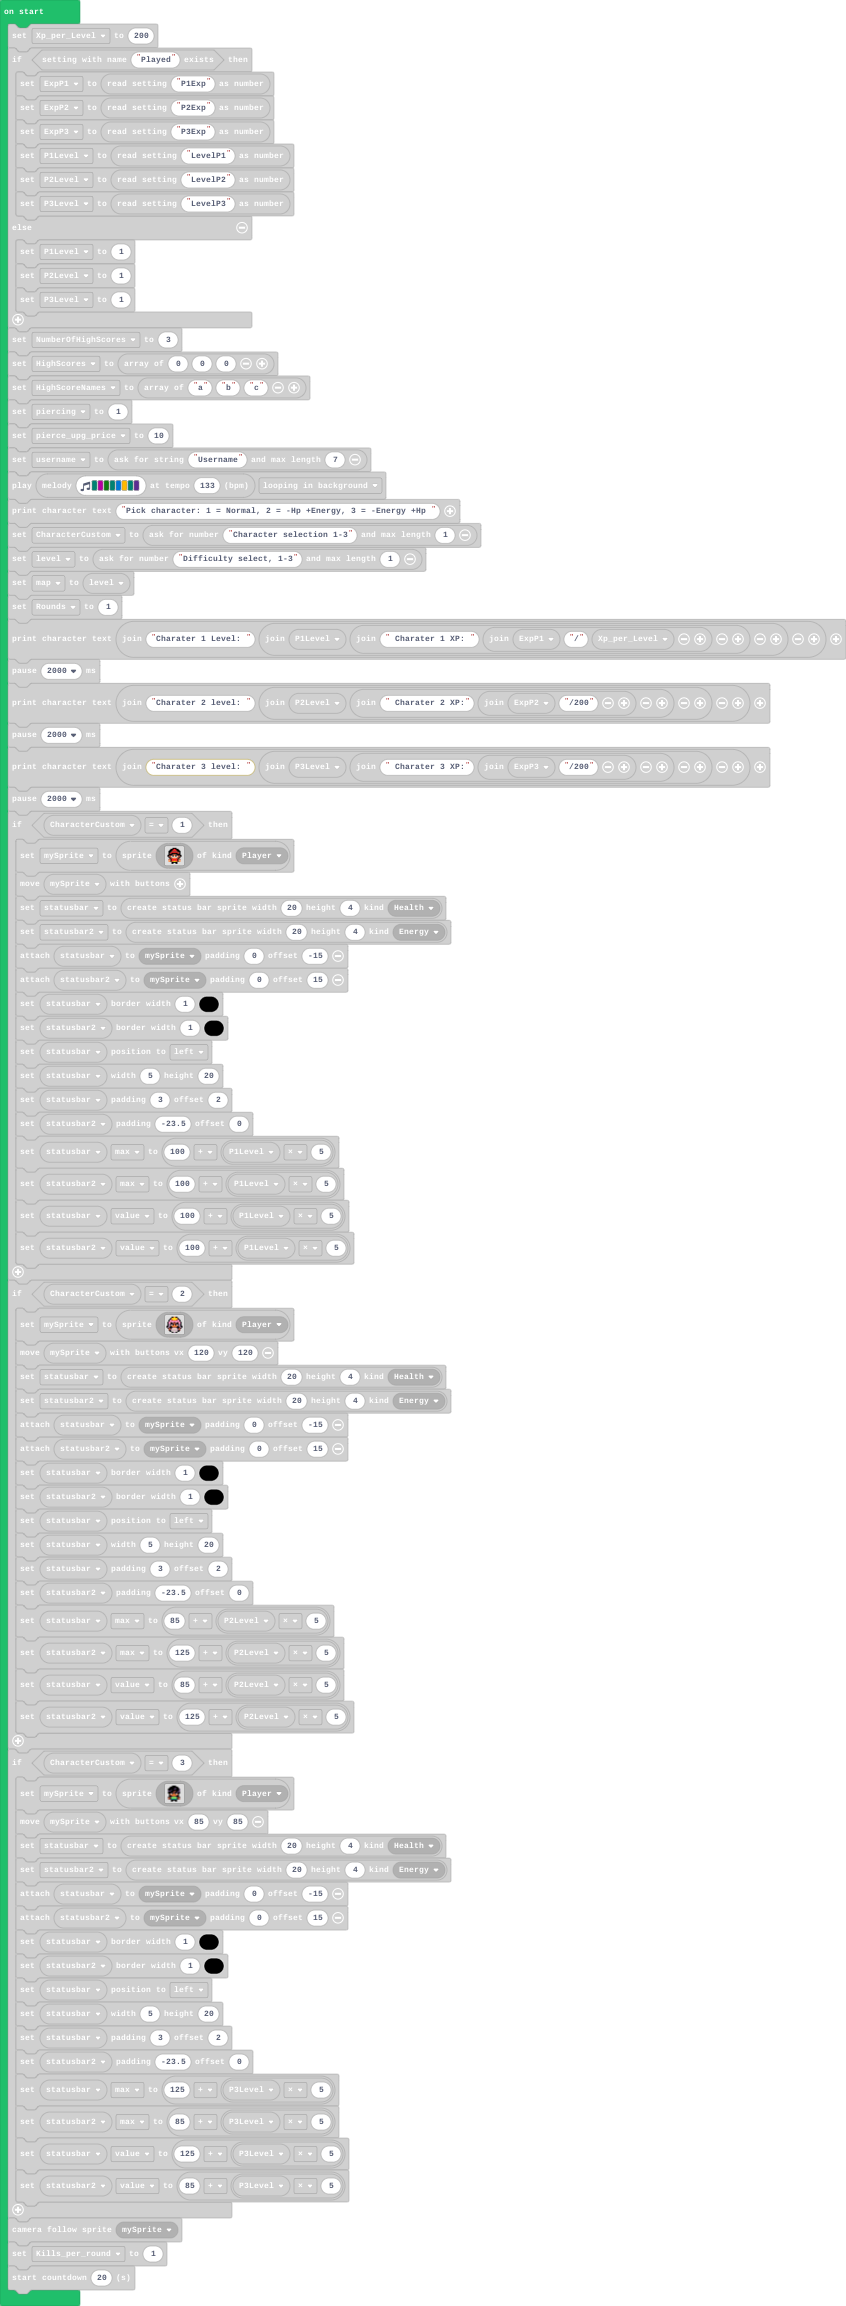 on start
set Xp_per_Level to 200
if setting with name "Played" exists then
set ExpP1 to read setting "P1Exp" as number
set ExpP2 to read setting "P2Exp" as number
set ExpP3 to read setting "P3Exp" as number
set P1Level to read setting "LevelP1" as number
set P2Level to read setting "LevelP2" as number
set P3Level to read setting "LevelP3" as number
else
set P1Level to 1
set P2Level to 1
set P3Level to 1
set NumberOfHighScores to 3
set HighScores to array of 0 0 0
set HighScoreNames to array of "a" "b" "c"
set piercing to 1
set pierce_upg_price to 10
set username to ask for string "Username" and max length 7
play melody at tempo 133 (bpm) looping in background
print character text "Pick character: 1 = Normal, 2 = -Hp +Energy, 3 = -Energy +Hp "
set CharacterCustom to ask for number "Character selection 1-3" and max length 1
set level to ask for number "Difficulty select, 1-3" and max length 1
set map to level
set Rounds to 1
print character text join "Charater 1 Level: " join P1Level join " Charater 1 XP: " join ExpP1 "/" Xp_per_Level
pause 2000 ms
print character text join "Charater 2 level: " join P2Level join " Charater 2 XP:" join ExpP2 "/200"
pause 2000 ms
print character text join "Charater 3 level: " join P3Level join " Charater 3 XP:" join ExpP3 "/200"
pause 2000 ms
if CharacterCustom = 1 then
set mySprite to sprite of kind Player
move mySprite with buttons
set statusbar to create status bar sprite width 20 height 4 kind Health
set statusbar2 to create status bar sprite width 20 height 4 kind Energy
attach statusbar to mySprite padding 0 offset -15
attach statusbar2 to mySprite padding 0 offset 15
set statusbar border width 1
set statusbar2 border width 1
set statusbar position to left
set statusbar width 5 height 20
set statusbar padding 3 offset 2
set statusbar2 padding -23.5 offset 0
set statusbar max to 100 + P1Level × 5
set statusbar2 max to 100 + P1Level × 5
set statusbar value to 100 + P1Level × 5
set statusbar2 value to 100 + P1Level × 5
if CharacterCustom = 2 then
set mySprite to sprite of kind Player
move mySprite with buttons vx 120 vy 120
set statusbar to create status bar sprite width 20 height 4 kind Health
set statusbar2 to create status bar sprite width 20 height 4 kind Energy
attach statusbar to mySprite padding 0 offset -15
attach statusbar2 to mySprite padding 0 offset 15
set statusbar border width 1
set statusbar2 border width 1
set statusbar position to left
set statusbar width 5 height 20
set statusbar padding 3 offset 2
set statusbar2 padding -23.5 offset 0
set statusbar max to 85 + P2Level × 5
set statusbar2 max to 125 + P2Level × 5
set statusbar value to 85 + P2Level × 5
set statusbar2 value to 125 + P2Level × 5
if CharacterCustom = 3 then
set mySprite to sprite of kind Player
move mySprite with buttons vx 85 vy 85
set statusbar to create status bar sprite width 20 height 4 kind Health
set statusbar2 to create status bar sprite width 20 height 4 kind Energy
attach statusbar to mySprite padding 0 offset -15
attach statusbar2 to mySprite padding 0 offset 15
set statusbar border width 1
set statusbar2 border width 1
set statusbar position to left
set statusbar width 5 height 20
set statusbar padding 3 offset 2
set statusbar2 padding -23.5 offset 0
set statusbar max to 125 + P3Level × 5
set statusbar2 max to 85 + P3Level × 5
set statusbar value to 125 + P3Level × 5
set statusbar2 value to 85 + P3Level × 5
camera follow sprite mySprite
set Kills_per_round to 1
start countdown 20 (s)